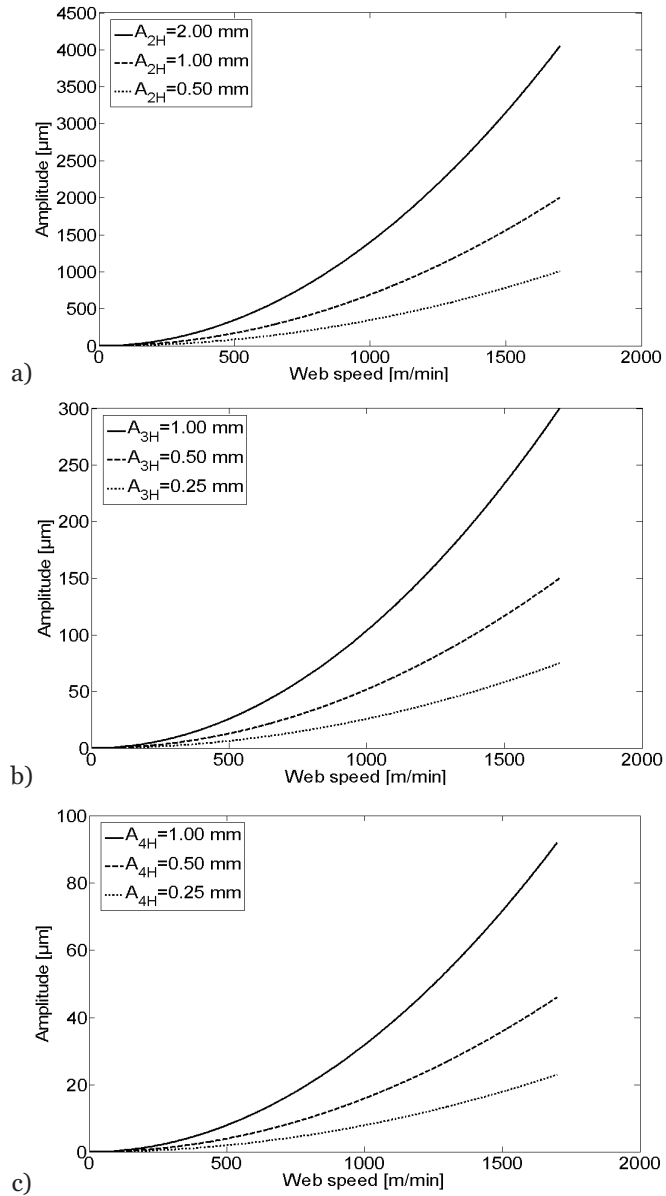 4500
4000
3500
3000
2500
2000
1500
1000
500
0
Amplitude [µm]
A2H=2.00 mm
A2H=1.00 mm
A2H=0.50 mm
0 500 1000 1500 2000
Web speed [m/min]
a)
300
250
200
150
100
50
0
Amplitude [µm]
A3H=1.00 mm
A3H=0.50 mm
A3H=0.25 mm
0 500 1000 1500 2000
Web speed [m/min]
b)
100
80
60
40
20
0
Amplitude [µm]
A4H=1.00 mm
A4H=0.50 mm
A4H=0.25 mm
0 500 1000 1500 2000
Web speed [m/min]
c)